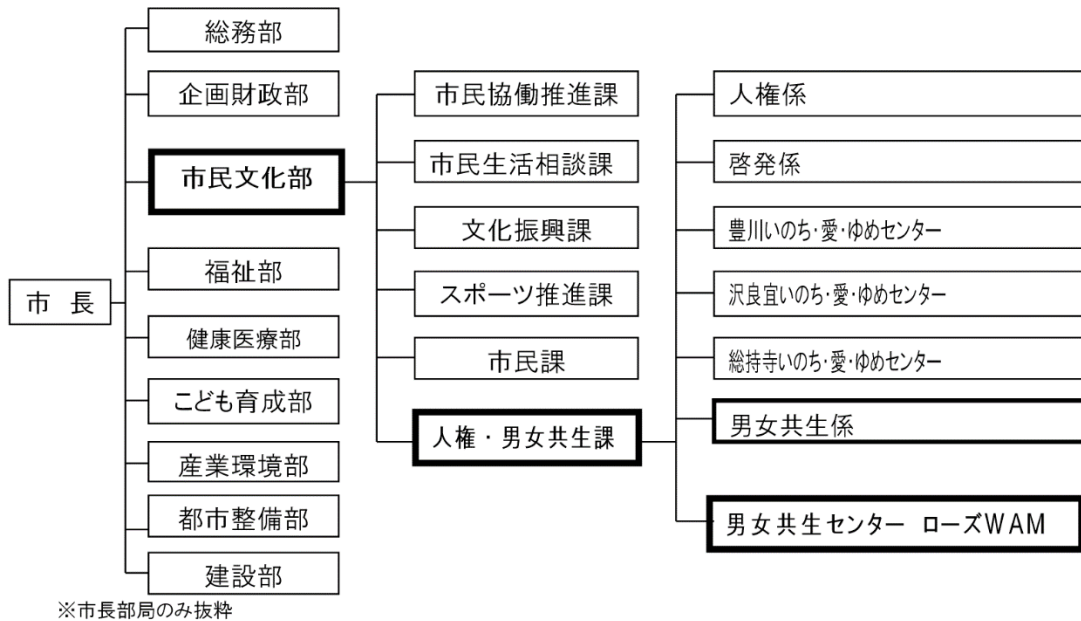 市 長
総務部
企画財政部
市民文化部
福祉部
健康医療部
こども育成部
産業環境部
都市整備部
建設部
市民協働推進課
市民生活相談課
文化振興課
スポーツ推進課
市民課
人権・男女共生課
人権係
啓発係
豊川いのち・愛・ゆめセンター
沢良宜いのち・愛・ゆめセンター
総持寺いのち・愛・ゆめセンター
男女共生係
男女共生センター ローズWAM
※市長部局のみ抜粋